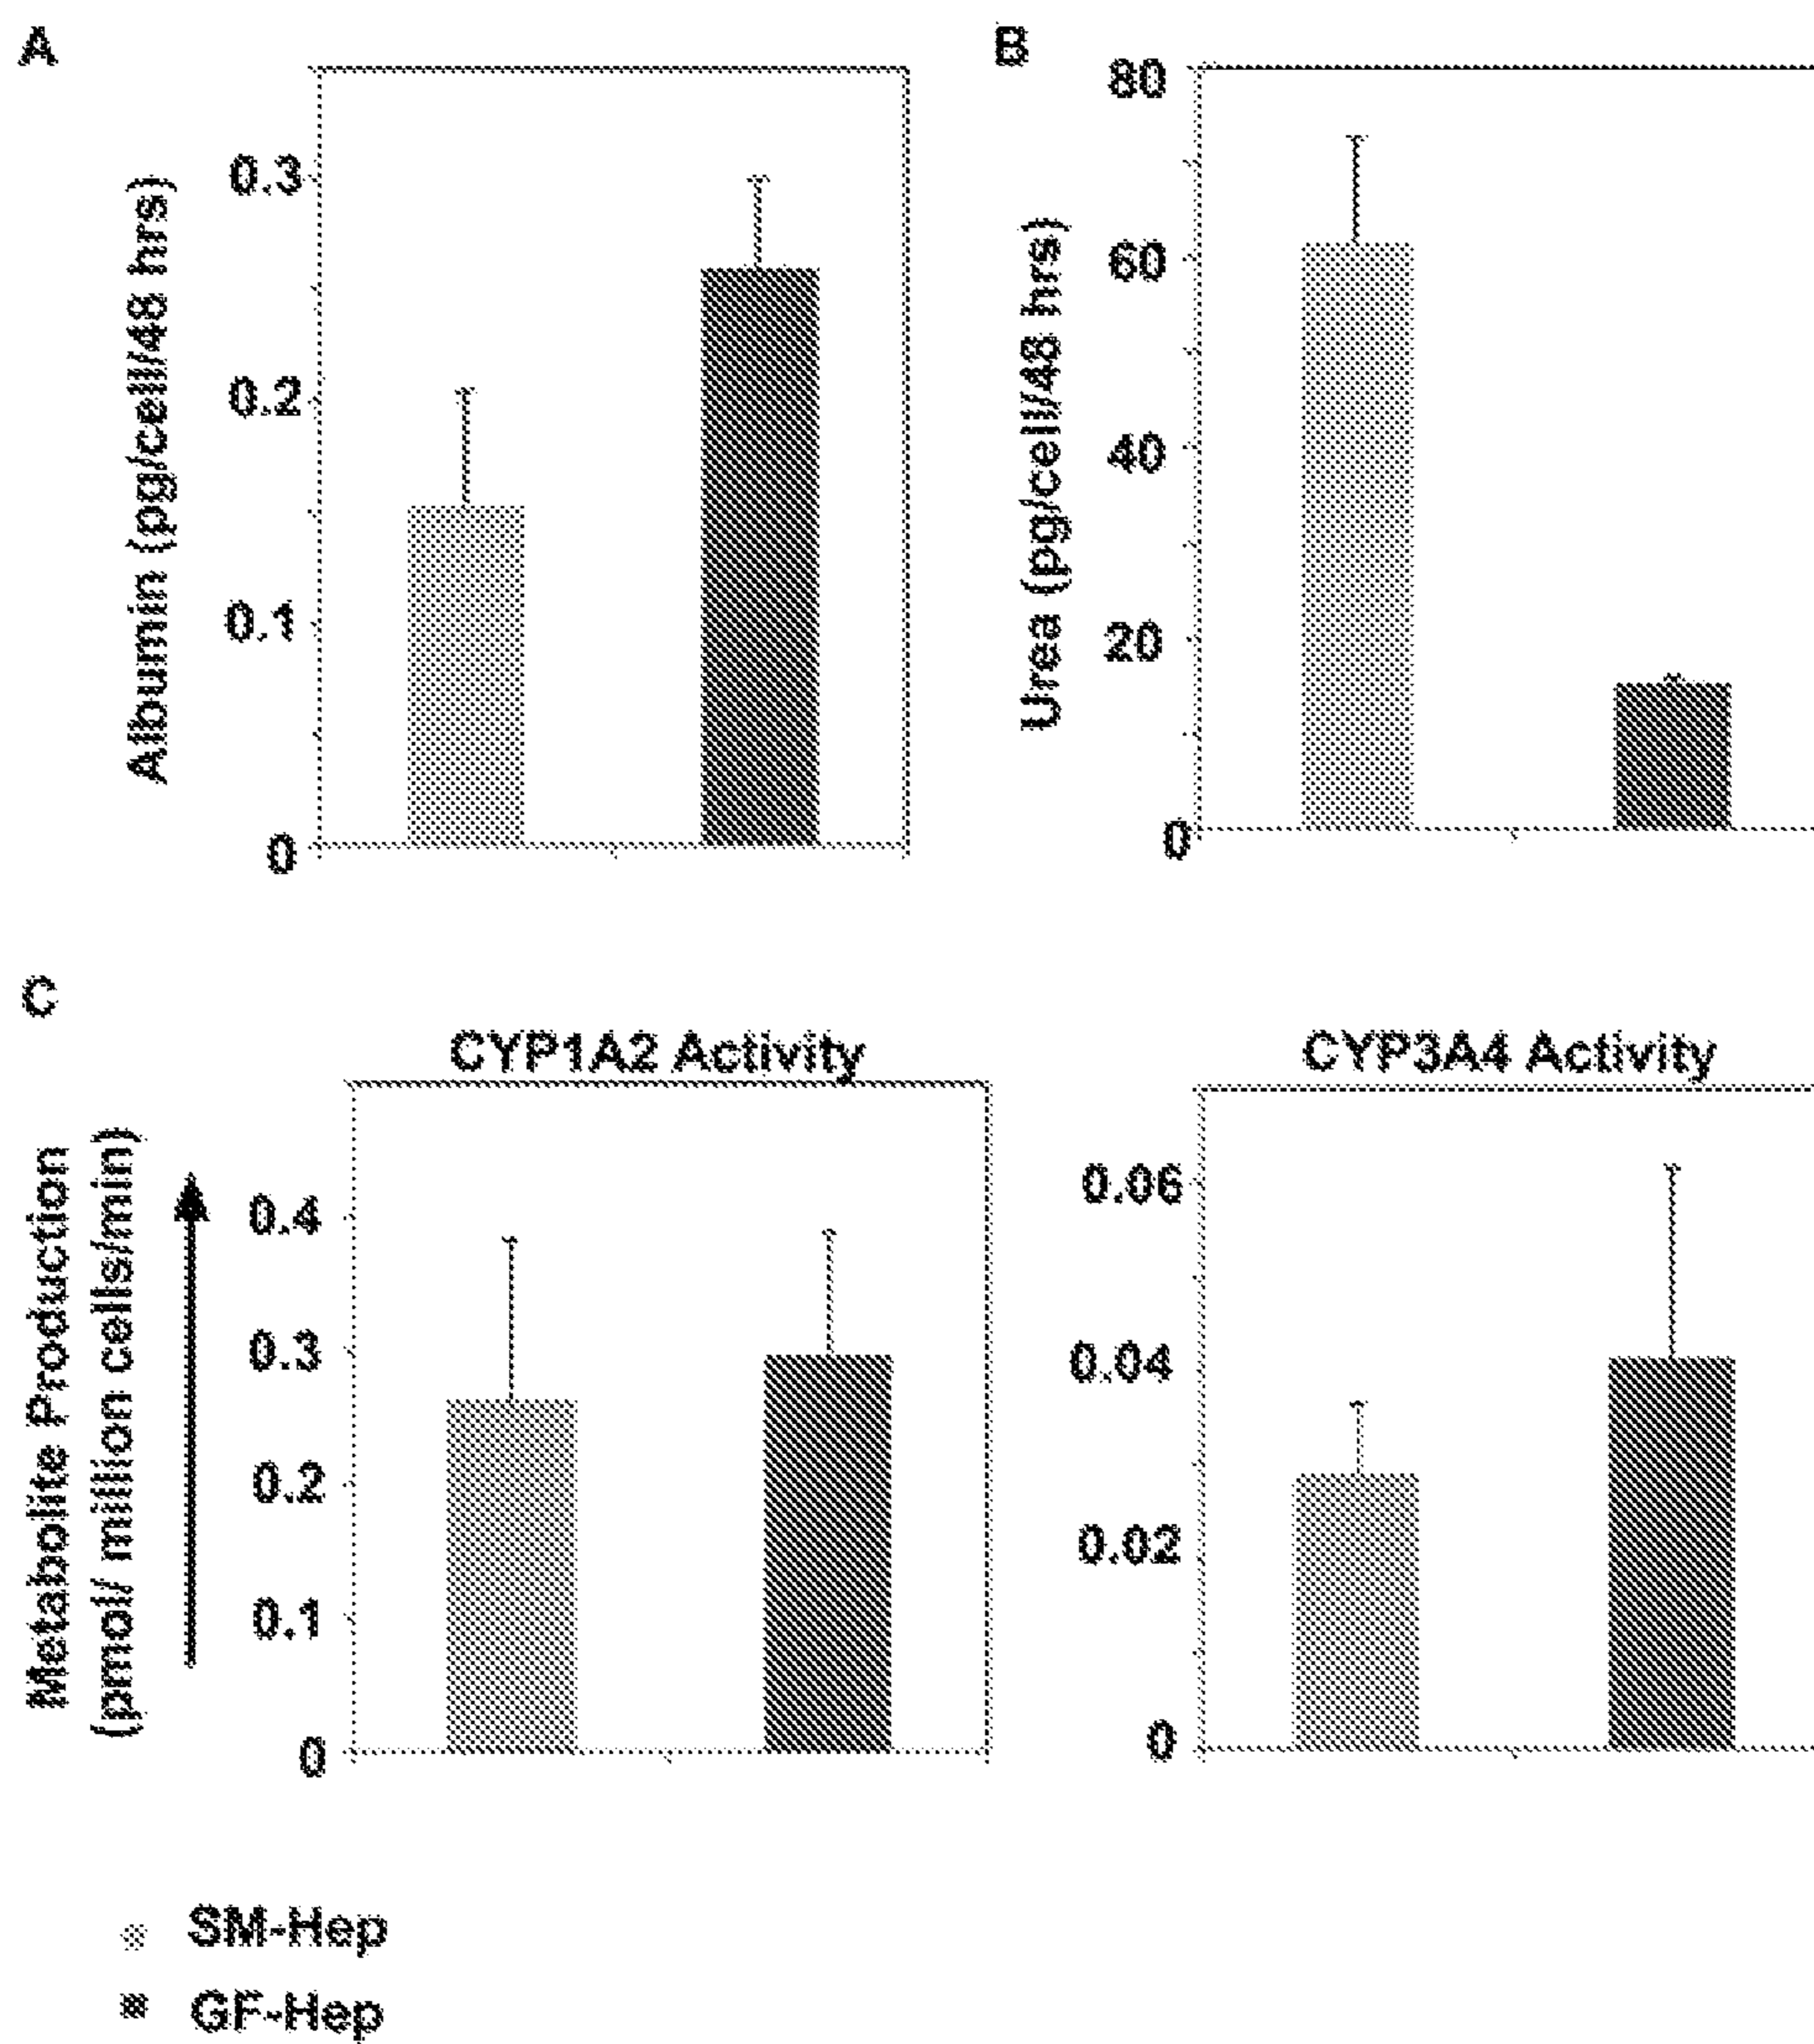 A
Albumin (pg/cell/48 hrs)
0.3
0.2
0.1
0
B
Urea (pg/cell/48 hrs)
80
60
40
20
0
C
Metabolite Production
(pmol/ million cells/min)
CYP1A2 Activity
0.4
0.3
0.2
0.1
0
CYP3A4 Activity
0.06
0.04
0.02
0
SM-Hep
GF-Hep